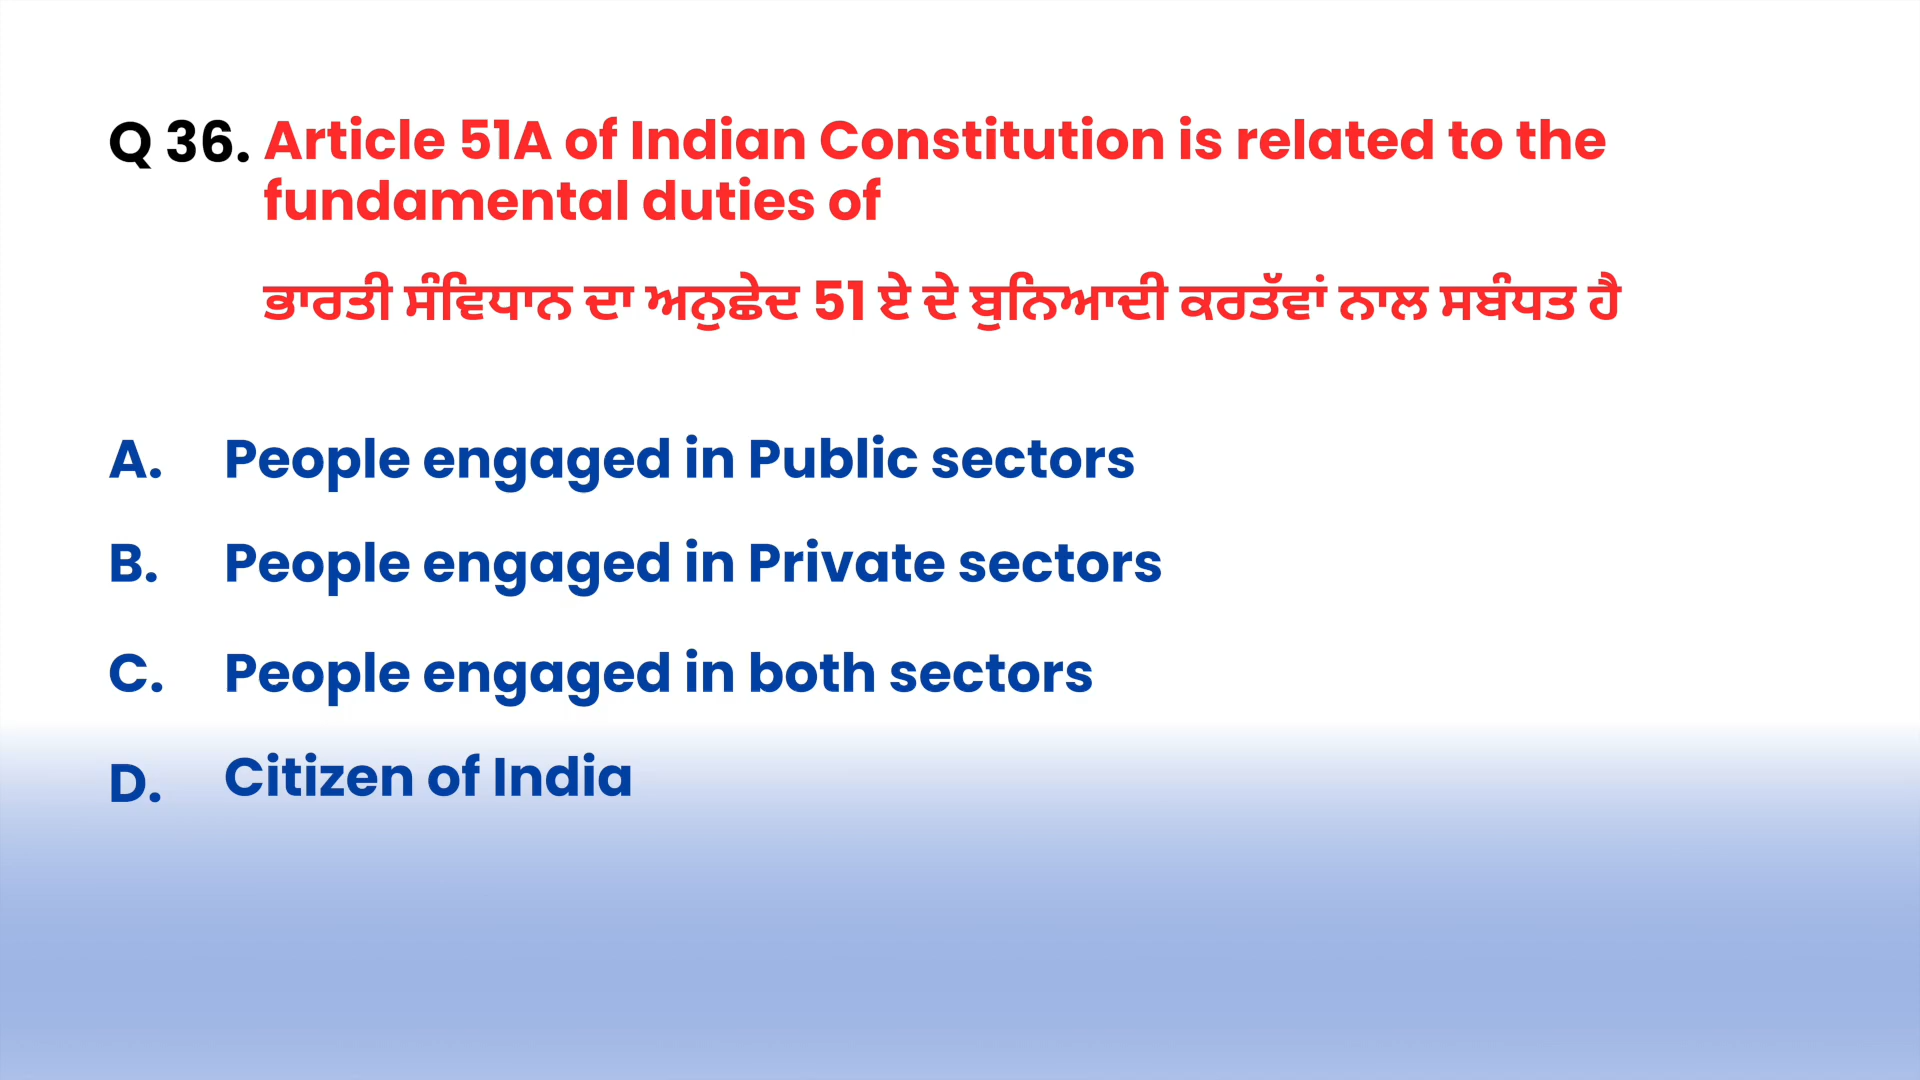 Q 36. Article 51A of Indian Constitution is related to the
fundamental duties of
ਭਾਰਤੀ ਸੰਵਿਧਾਨ ਦਾ ਅਨੁਛੇਦ 51 ਏ ਦੇ ਬੁਨਿਆਦੀ ਕਰਤੱਵਾਂ ਨਾਲ ਸਬੰਧਤ ਹੈ
A. People engaged in Public sectors
B. People engaged in Private sectors
C. People engaged in both sectors
D. Citizen of India